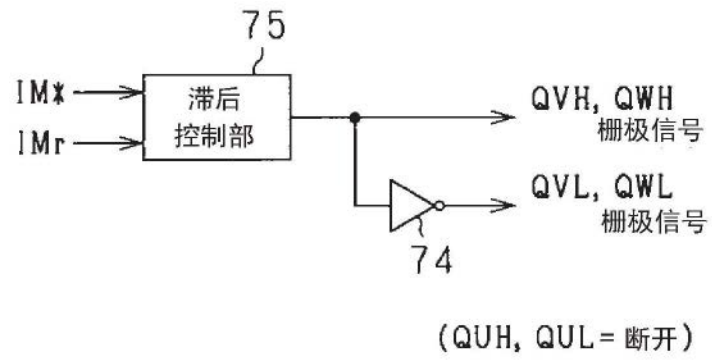 75
IM*
IMr
滞后
控制部
QVH, QWH
栅极信号
QVL, QWL
栅极信号
74
(QUH, QUL=断开)